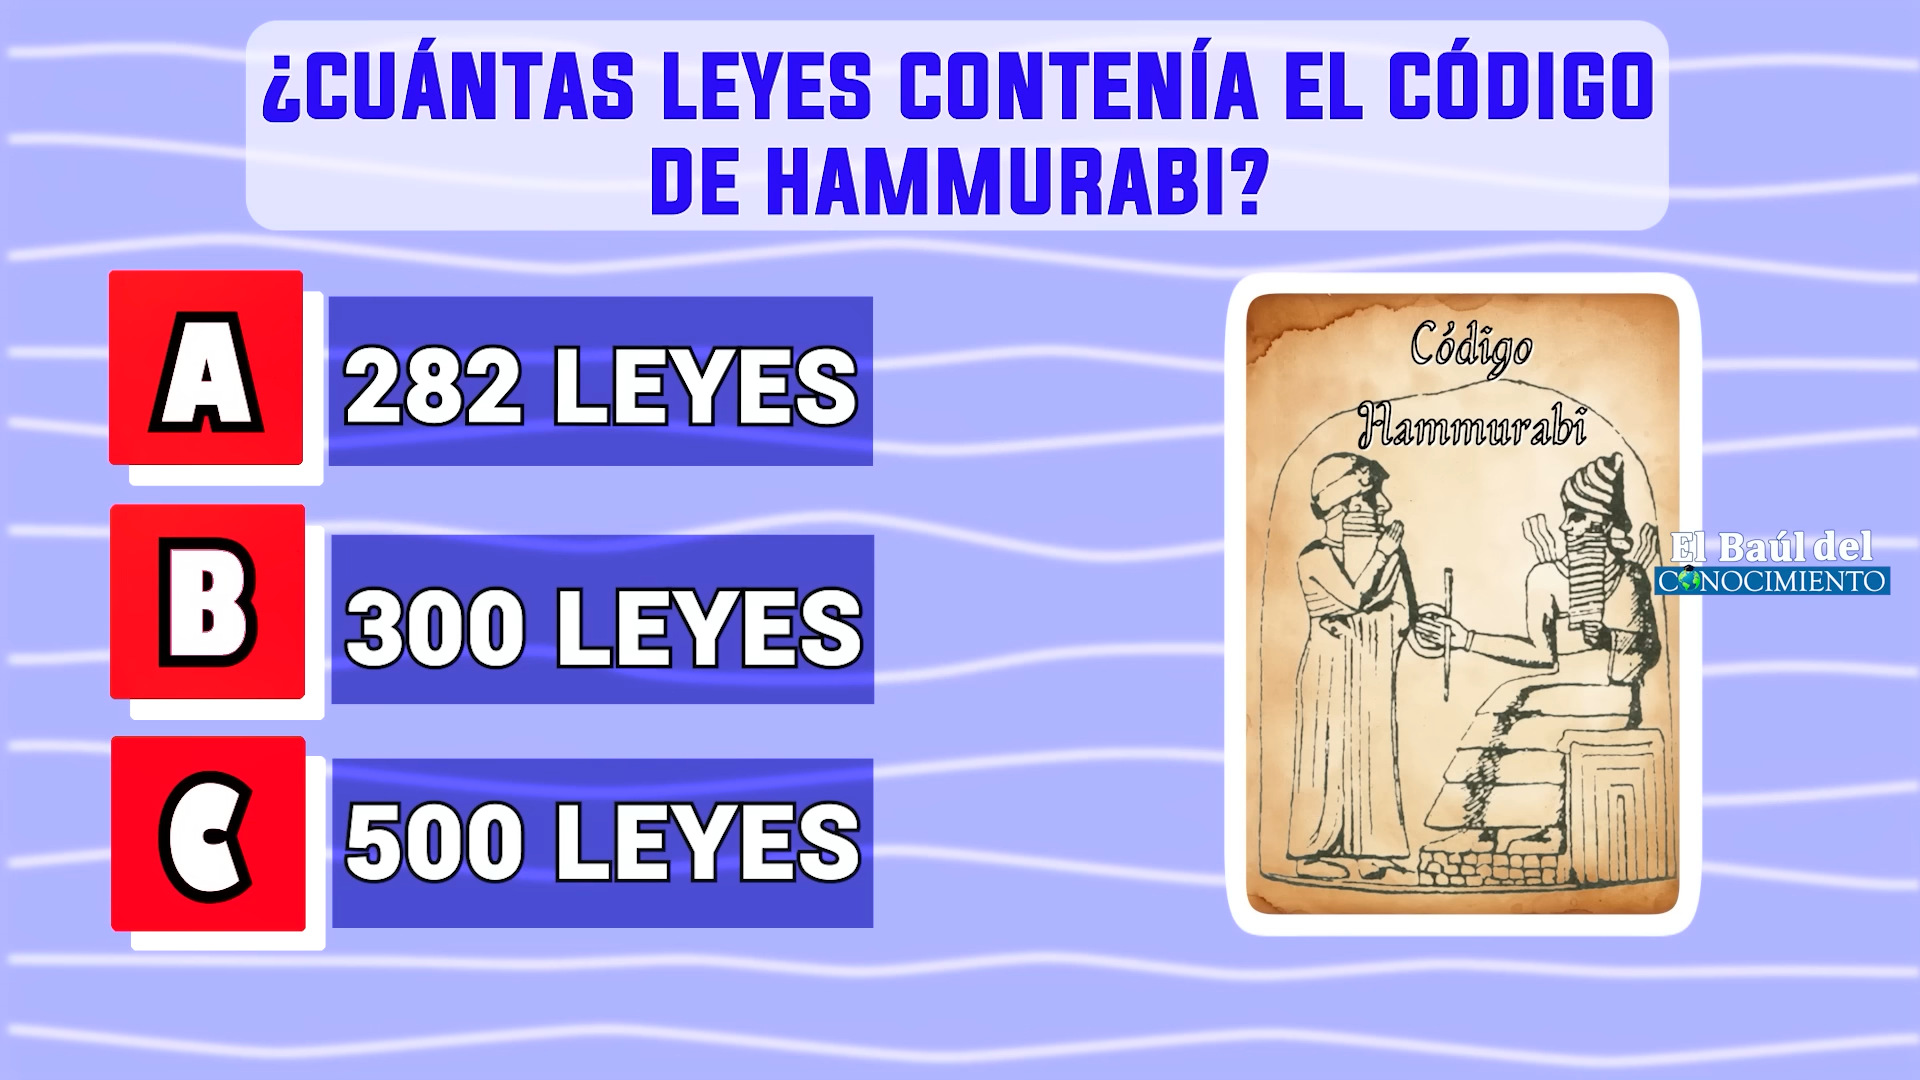 ¿CUÁNTAS LEYES CONTENÍA EL CÓDIGO
DE HAMMURABI?
A
282 LEYES
B
300 LEYES
C
500 LEYES
Código
Hammurabi
El Baúl del
CONOCIMIENTO